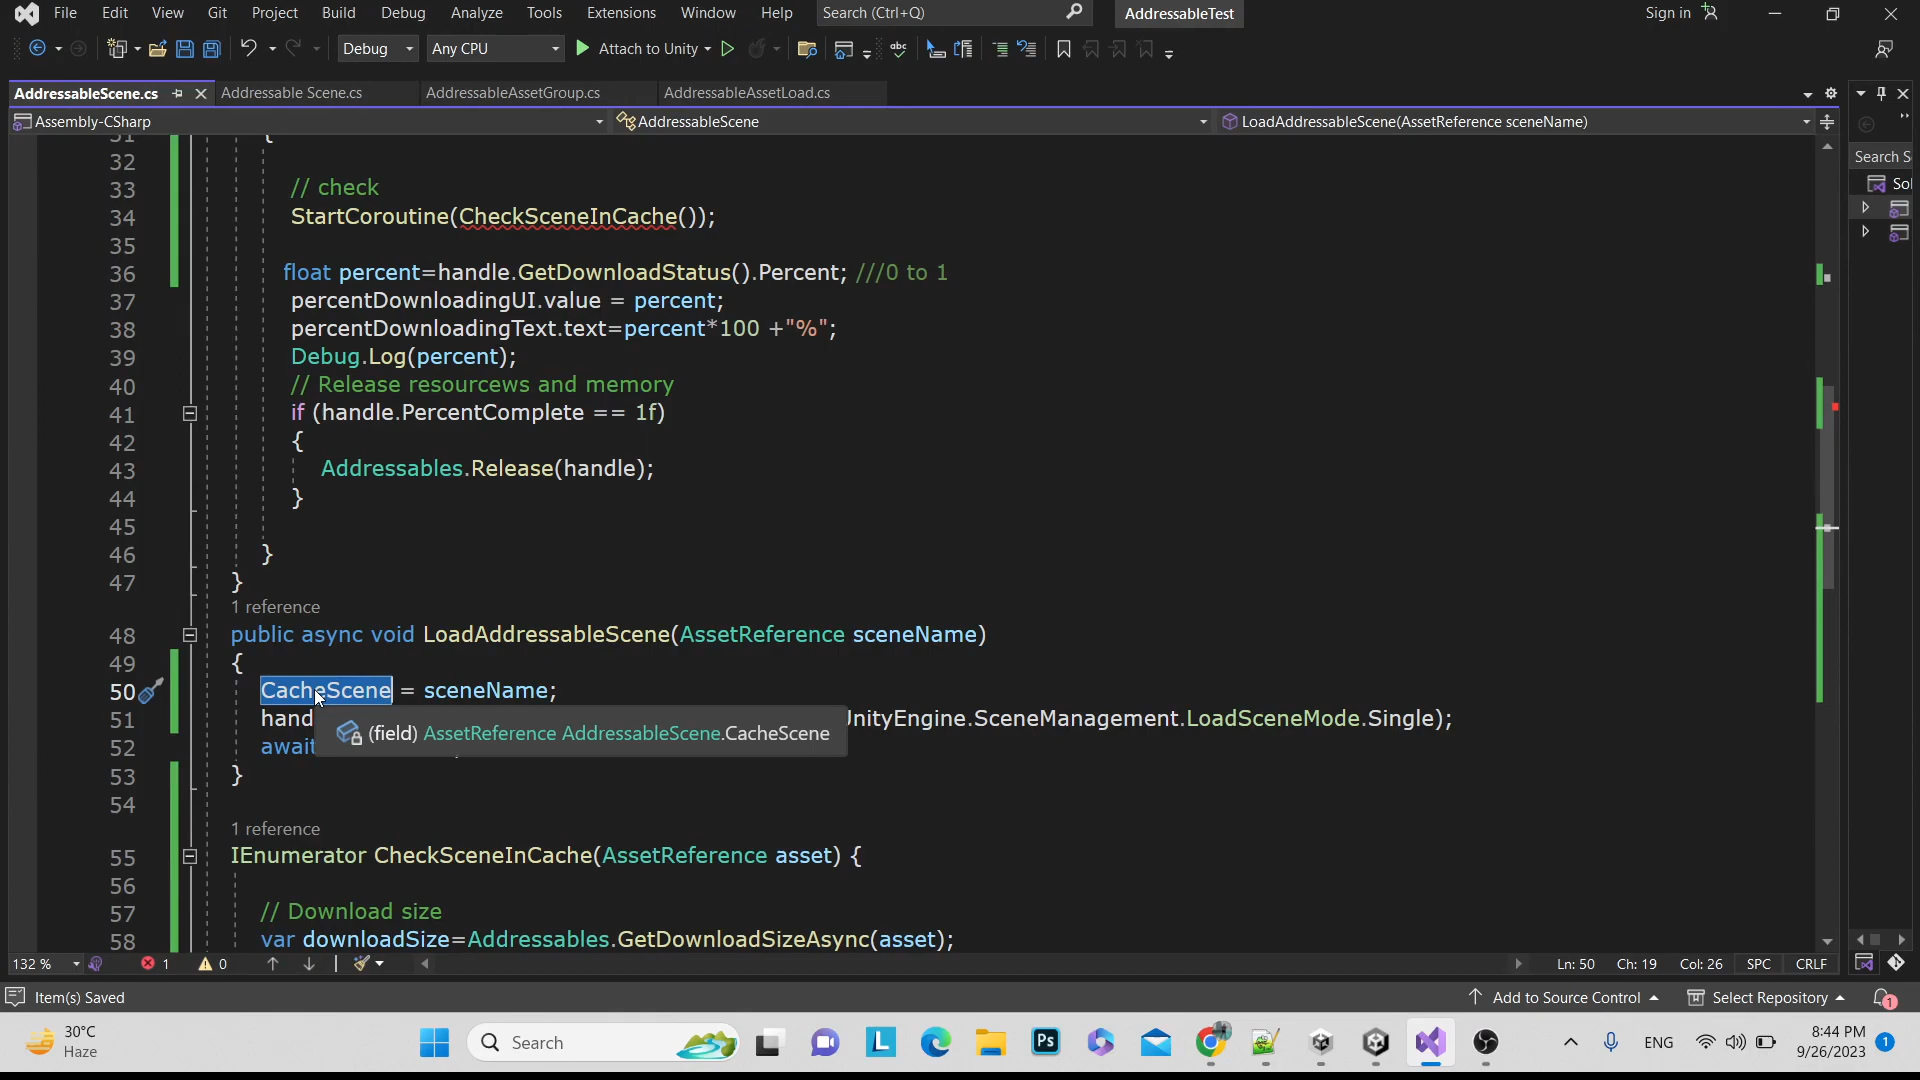 File Edit View Git Project Build Debug Analyze Tools Extensions Window Help Search (Ctrl+Q) AddressableTest Sign in
Debug Any CPU Attach to Unity
AddressableScene.cs Addressable Scene.cs AddressableAssetGroup.cs AddressableAssetLoad.cs
Assembly-CSharp AddressableScene LoadAddressableScene(AssetReference sceneName)
Search S
Sol
31 {
32
33 // check
34 StartCoroutine(CheckSceneInCache());
35
36 float percent=handle.GetDownloadStatus().Percent; ///0 to 1
37 percentDownloadingUI.value = percent;
38 percentDownloadingText.text=percent*100 +"%";
39 Debug.Log(percent);
40 // Release resourcews and memory
41 if (handle.PercentComplete == 1f)
42 {
43 Addressables.Release(handle);
44 }
45
46 }
47 }
1 reference
48 public async void LoadAddressableScene(AssetReference sceneName)
49 {
50 CacheScene = sceneName;
51 hand UnityEngine.SceneManagement.LoadSceneMode.Single);
(field) AssetReference AddressableScene.CacheScene
52 await
53 }
54
1 reference
55 IEnumerator CheckSceneInCache(AssetReference asset) {
56
57 // Download size
58 var downloadSize=Addressables.GetDownloadSizeAsync(asset);
132 % 1 0 Ln: 50 Ch: 19 Col: 26 SPC CRLF
Item(s) Saved Add to Source Control Select Repository 1
30°C
Haze
Search
L Ps
ENG
8:44 PM
9/26/2023
1